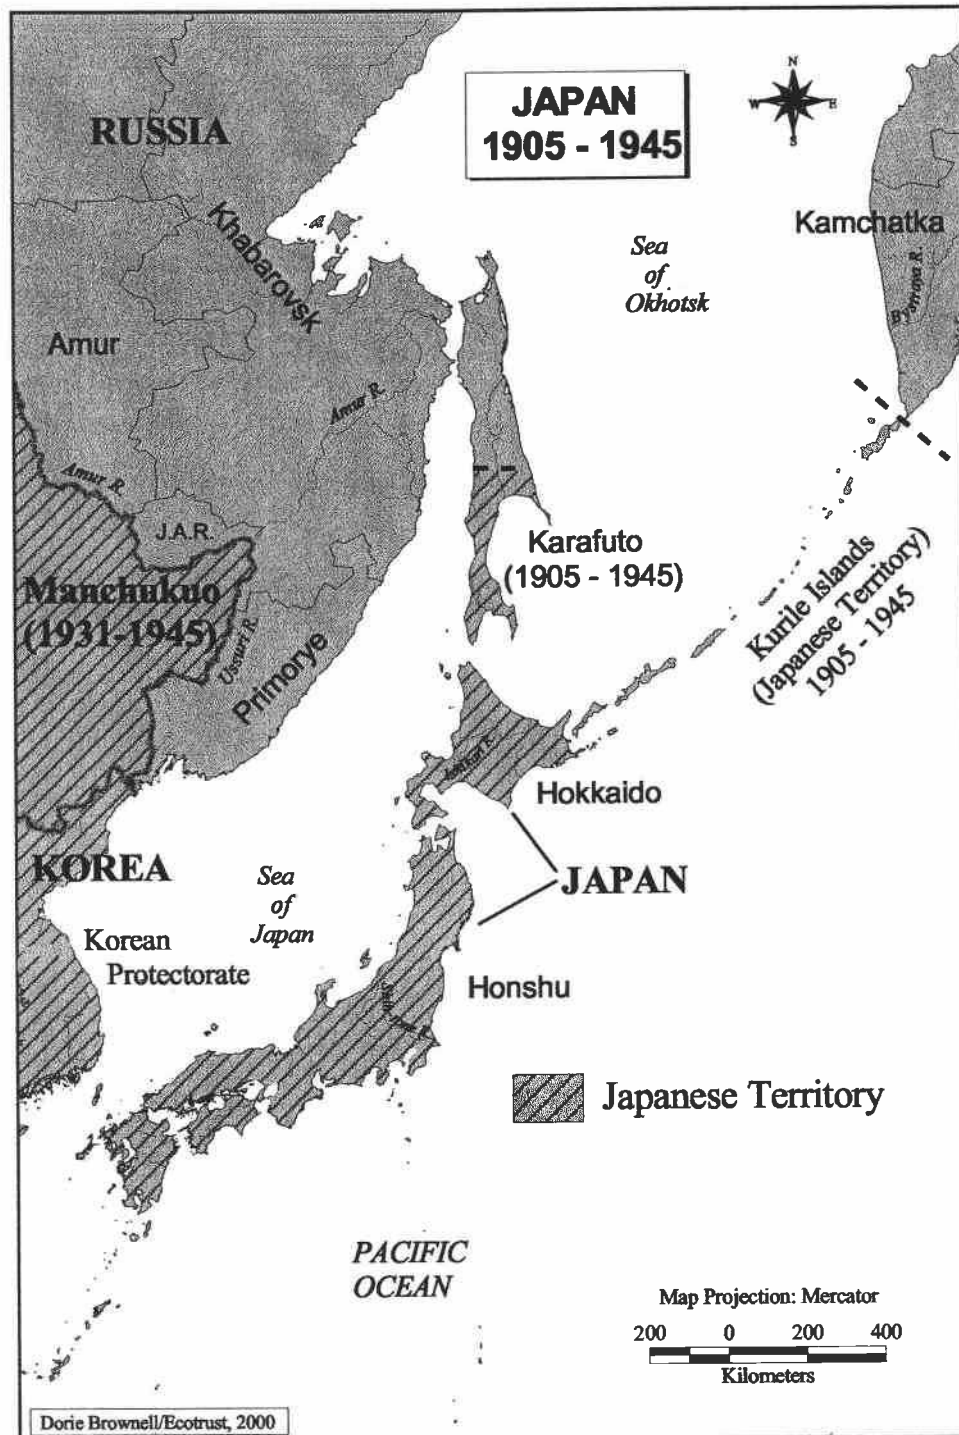 JAPAN
1905 - 1945
N
W
E
S
RUSSIA
Khabarovsk
Kamchatka
Sea
of
Okhotsk
Bystraya R.
Amur
Amur R.
Amur R.
J.A.R.
Karafuto
(1905 - 1945)
Manchukuo
(1931-1945)
Ussuri R.
Primorye
Kurile Islands
(Japanese Territory)
1905 - 1945
Hokkaido
KOREA
Sea
of
Japan
JAPAN
Korean
Protectorate
Honshu
Japanese Territory
PACIFIC
OCEAN
Map Projection: Mercator
200 0 200 400
Kilometers
Dorie Brownell/Ecotrust, 2000